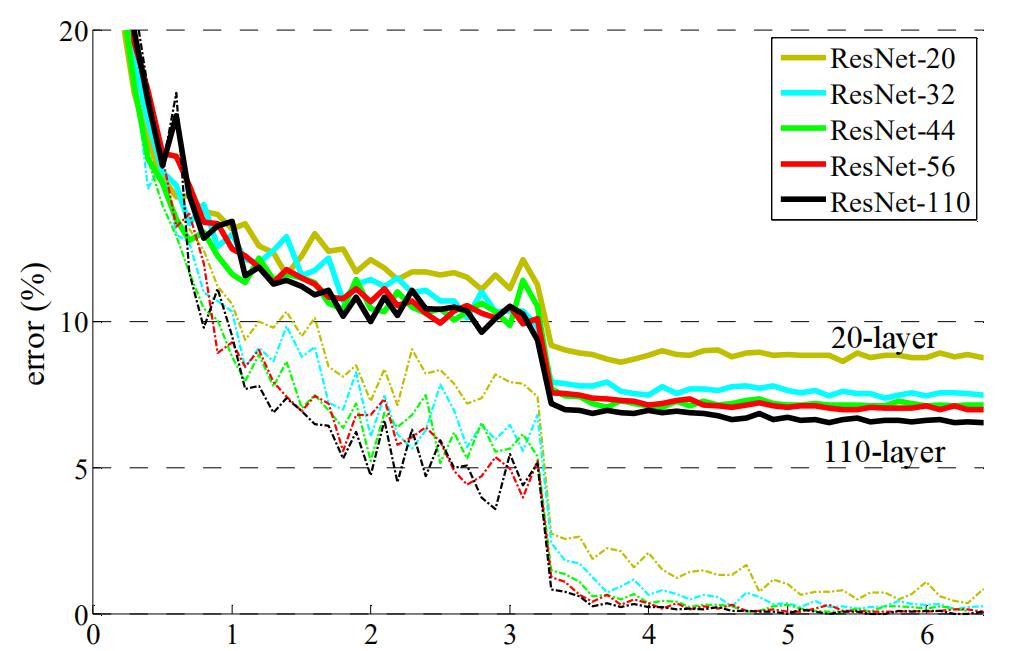 20
ResNet-20
ResNet-32
ResNet-44
ResNet-56
ResNet-110
error (%)
10
20-layer
110-layer
5
0
0 1 2 3 4 5 6